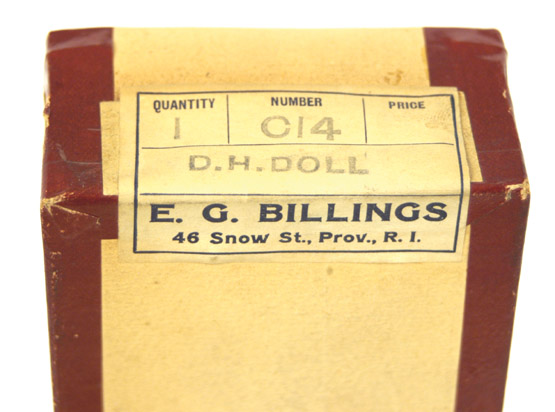 QUANTITY NUMBER PRICE
1 C14
D.H.DOLL
E. G. BILLINGS
46 Snow St., Prov., R. I.